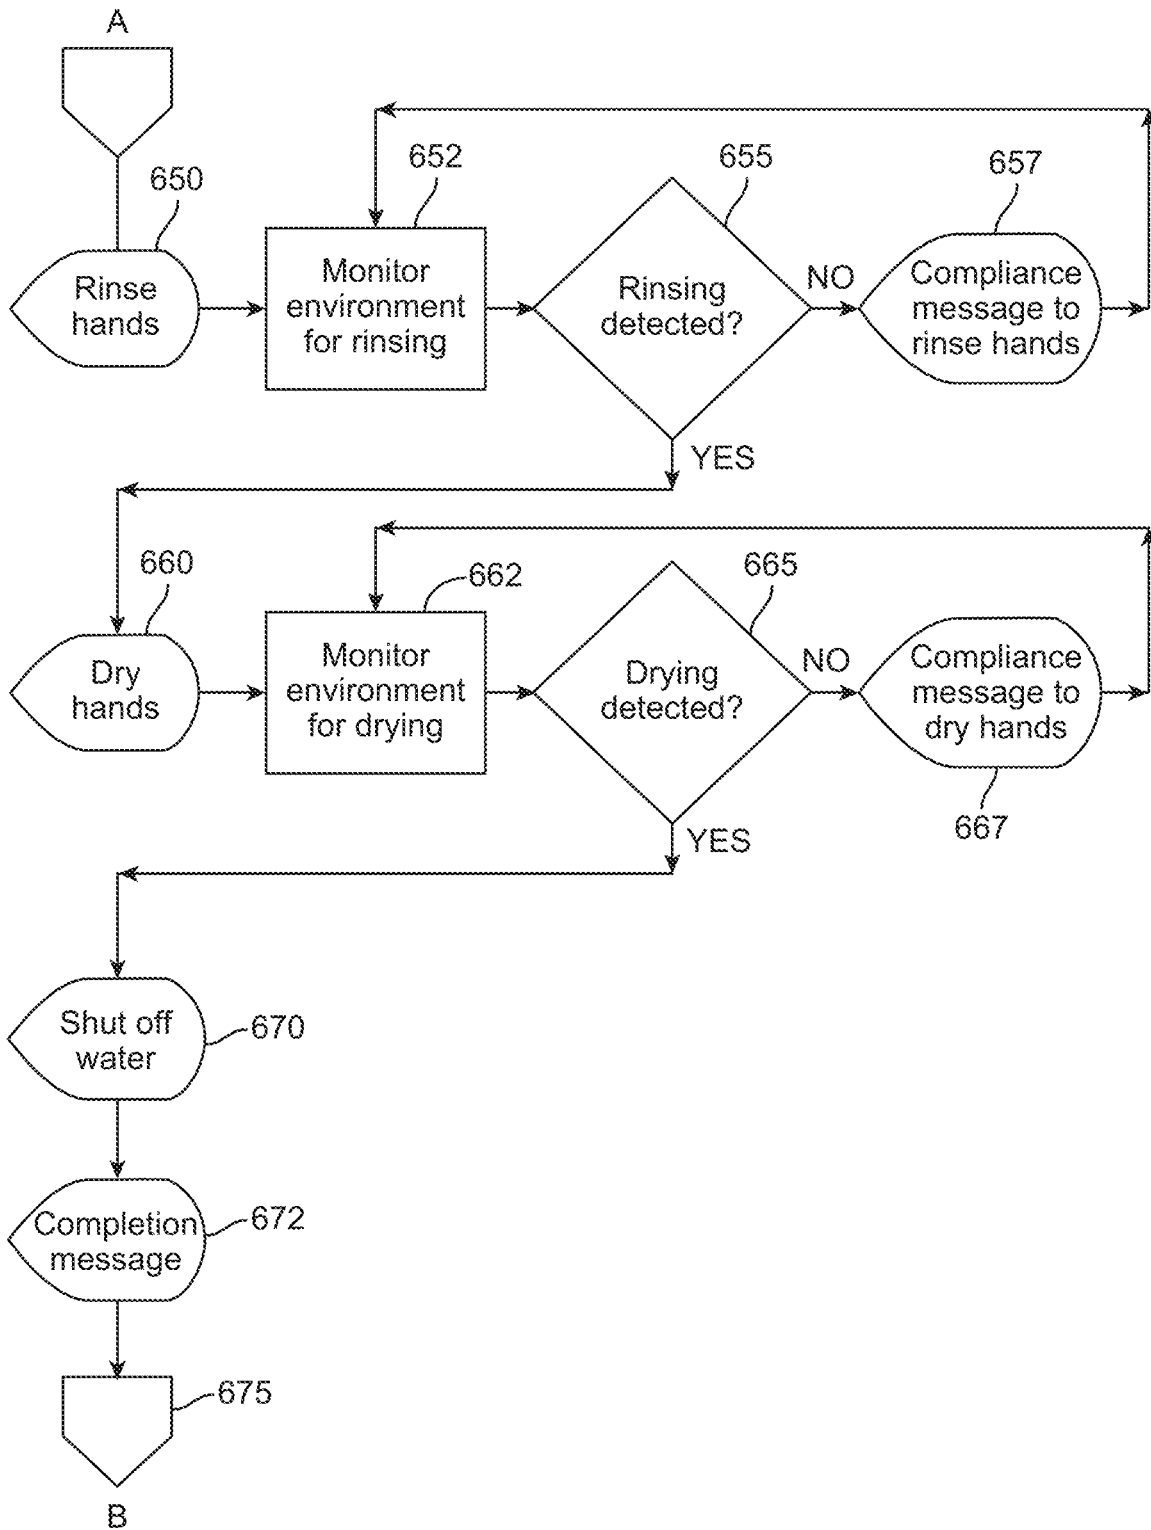 A
650
652
655
657
Rinse
hands
Monitor
environment
for rinsing
Rinsing
detected?
NO
Compliance
message to
rinse hands
YES
660
662
665
Dry
hands
Monitor
environment
for drying
Drying
detected?
NO
Compliance
message to
dry hands
667
YES
Shut off
water
670
Completion
message
672
675
B